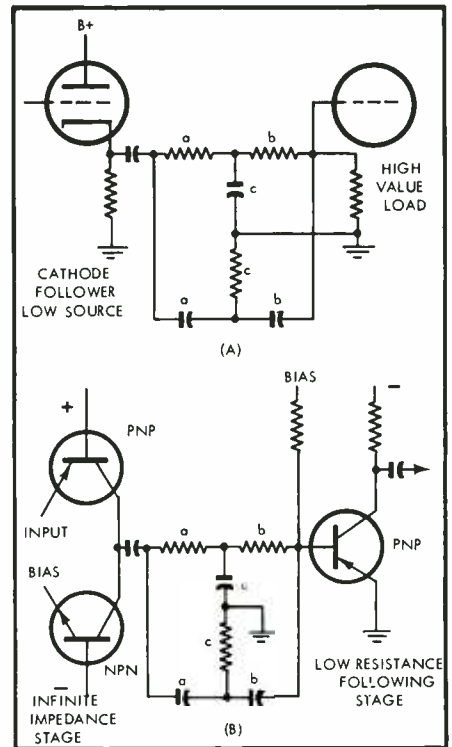 B+
a
b
c
HIGH
VALUE
LOAD
c
CATHODE
FOLLOWER
LOW SOURCE
a
b
(A)
BIAS
+
PNP
−
INPUT
a
b
PNP
BIAS
c
NPN
a
b
−
INFINITE
IMPEDANCE
STAGE
LOW RESISTANCE
FOLLOWING
STAGE
(B)